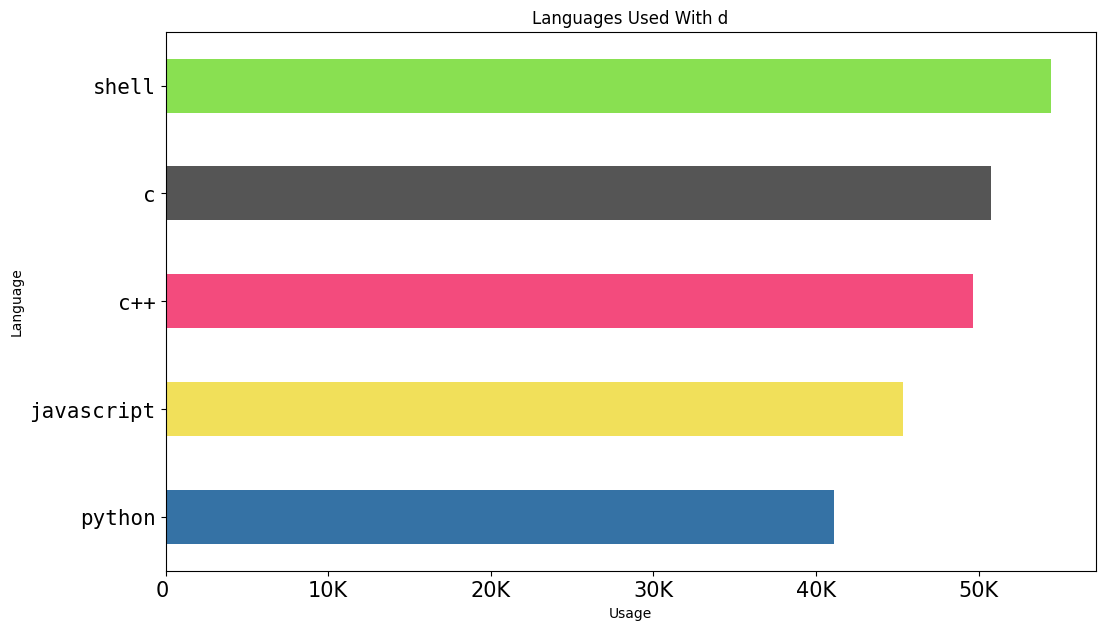 Languages Used With d
shell
c
c++
javascript
python
Language
0 10K 20K 30K 40K 50K
Usage